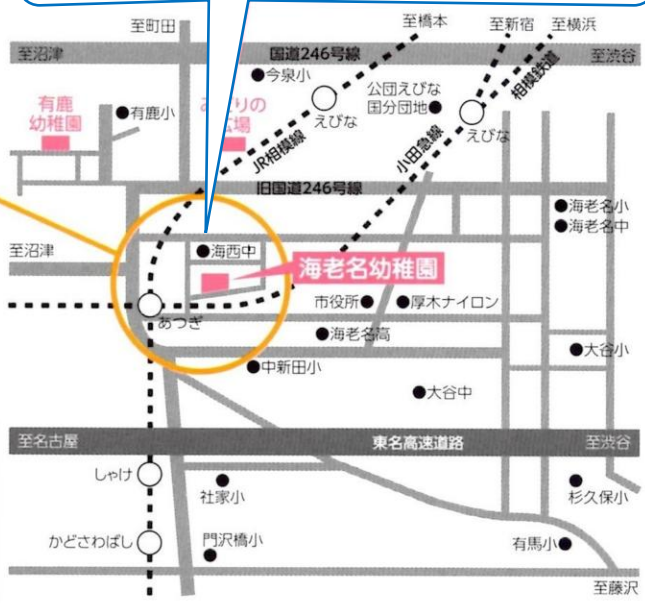 至町田
至橋本
至新宿
至横浜
至沼津
国道246号線
至渋谷
今泉小
相模鉄道
有鹿
幼稚園
有鹿小
りの
広場
えびな
公団えびな
国分団地
えびな
JR相模線
小田急線
旧国道246号線
海老名小
海老名中
至沼津
海西中
海老名幼稚園
市役所
厚木ナイロン
あつぎ
海老名高
大谷小
中新田小
大谷中
至名古屋
東名高速道路
至渋谷
しゃけ
社家小
杉久保小
かどさわばし
門沢橋小
有馬小
至藤沢